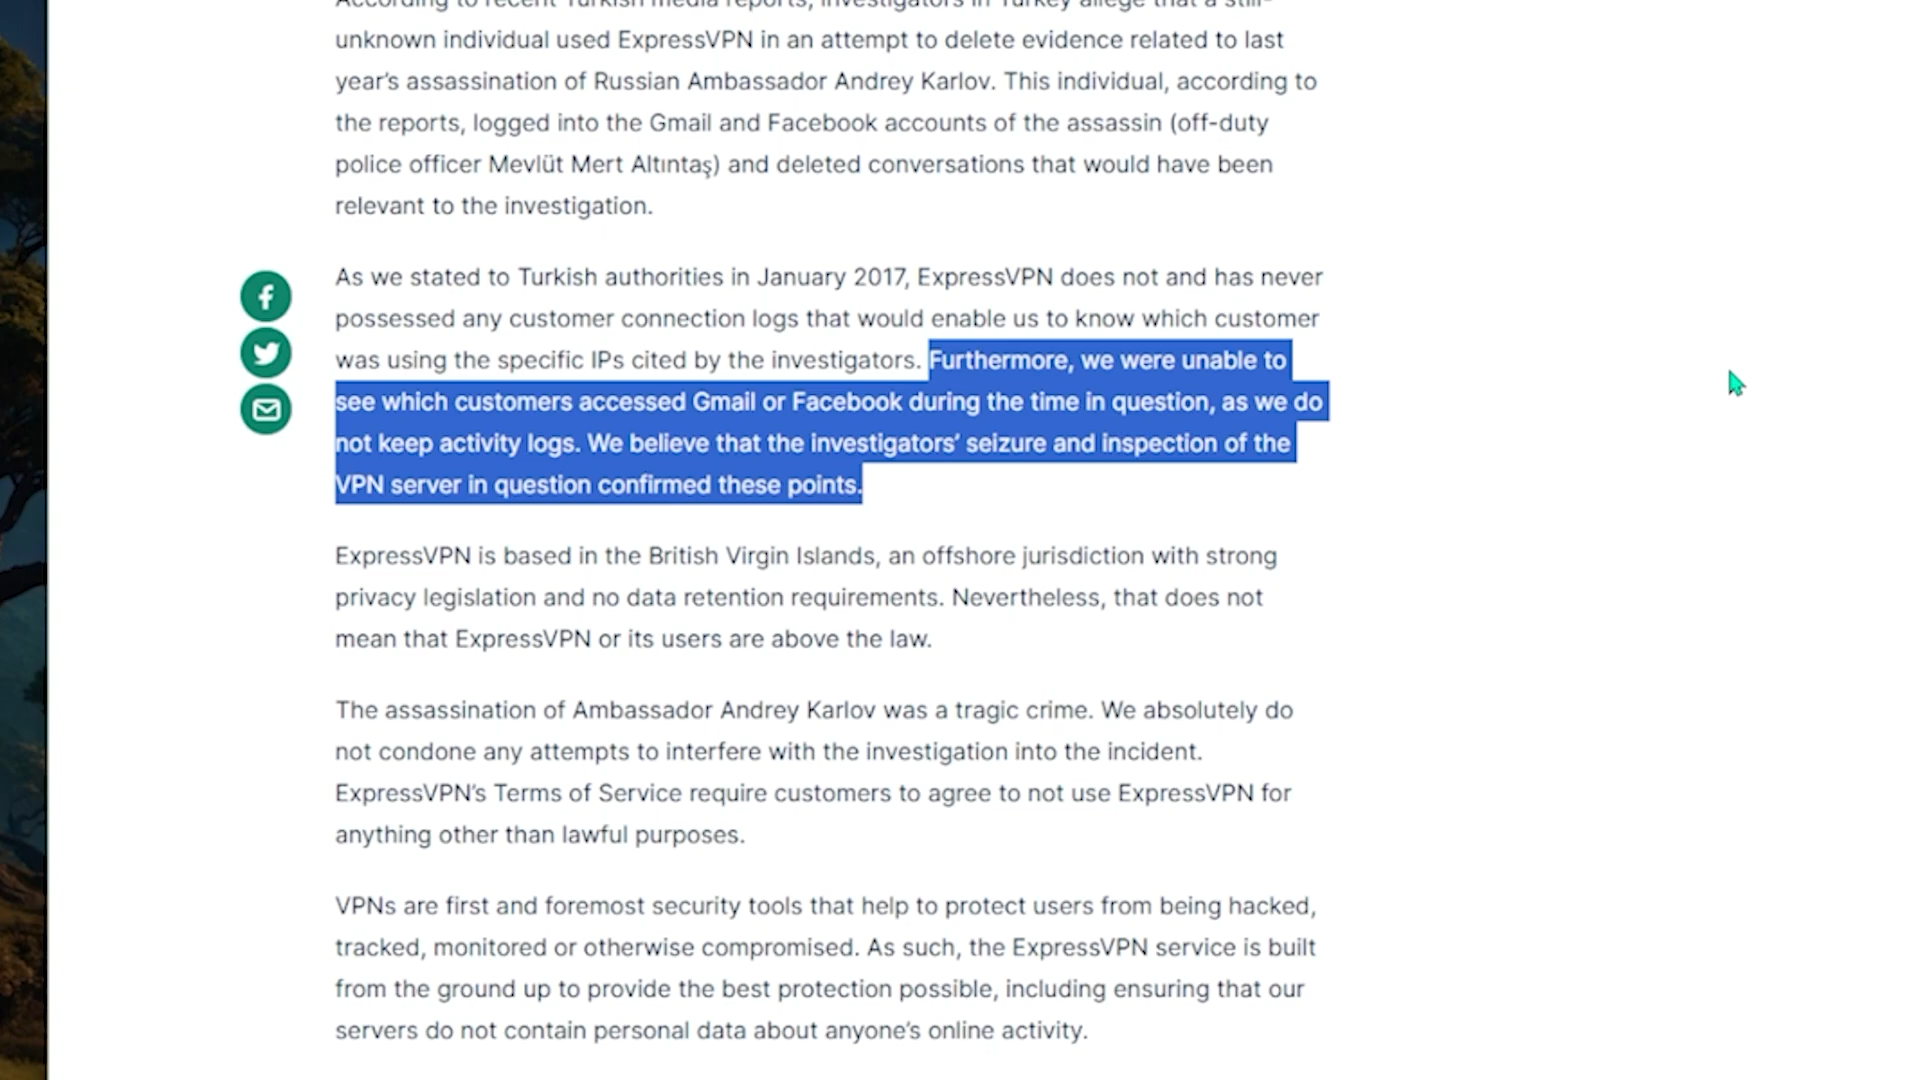 According to recent Turkish media reports, investigators in Turkey allege that a still-
unknown individual used ExpressVPN in an attempt to delete evidence related to last
year's assassination of Russian Ambassador Andrey Karlov. This individual, according to
the reports, logged into the Gmail and Facebook accounts of the assassin (off-duty
police officer Mevlüt Mert Altıntaş) and deleted conversations that would have been
relevant to the investigation.
As we stated to Turkish authorities in January 2017, ExpressVPN does not and has never
possessed any customer connection logs that would enable us to know which customer
was using the specific IPs cited by the investigators. Furthermore, we were unable to
see which customers accessed Gmail or Facebook during the time in question, as we do
not keep activity logs. We believe that the investigators' seizure and inspection of the
VPN server in question confirmed these points.
ExpressVPN is based in the British Virgin Islands, an offshore jurisdiction with strong
privacy legislation and no data retention requirements. Nevertheless, that does not
mean that ExpressVPN or its users are above the law.
The assassination of Ambassador Andrey Karlov was a tragic crime. We absolutely do
not condone any attempts to interfere with the investigation into the incident.
ExpressVPN's Terms of Service require customers to agree to not use ExpressVPN for
anything other than lawful purposes.
VPNs are first and foremost security tools that help to protect users from being hacked,
tracked, monitored or otherwise compromised. As such, the ExpressVPN service is built
from the ground up to provide the best protection possible, including ensuring that our
servers do not contain personal data about anyone's online activity.